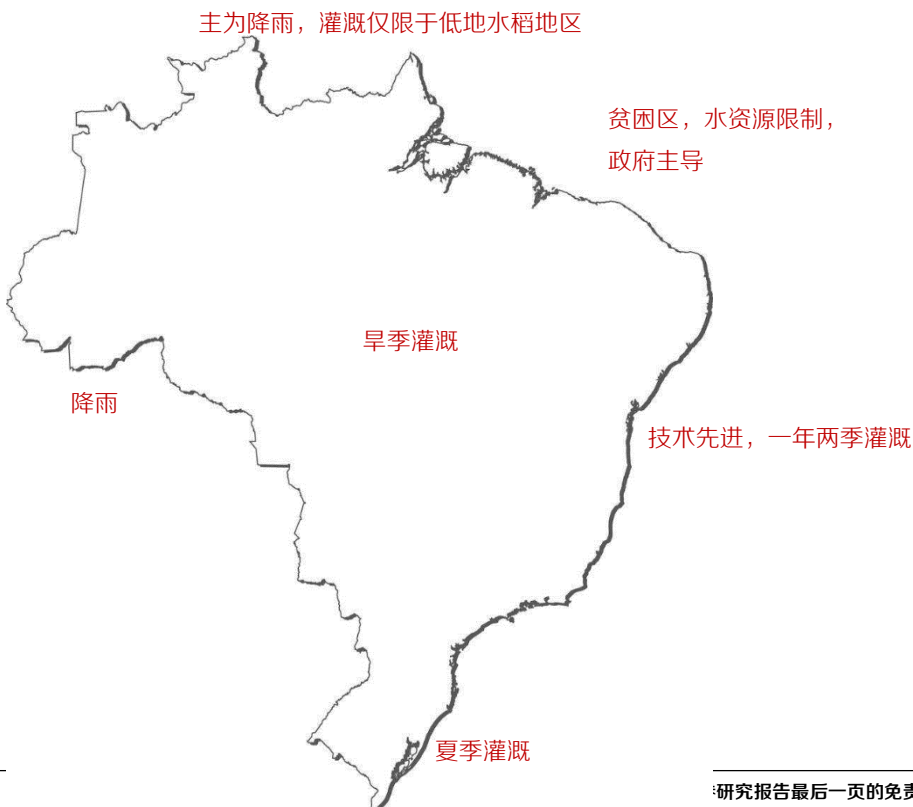 主为降雨，灌溉仅限于低地水稻地区
贫困区，水资源限制，
政府主导
旱季灌溉
降雨
技术先进，一年两季灌溉
夏季灌溉
研究报告最后一页的免责